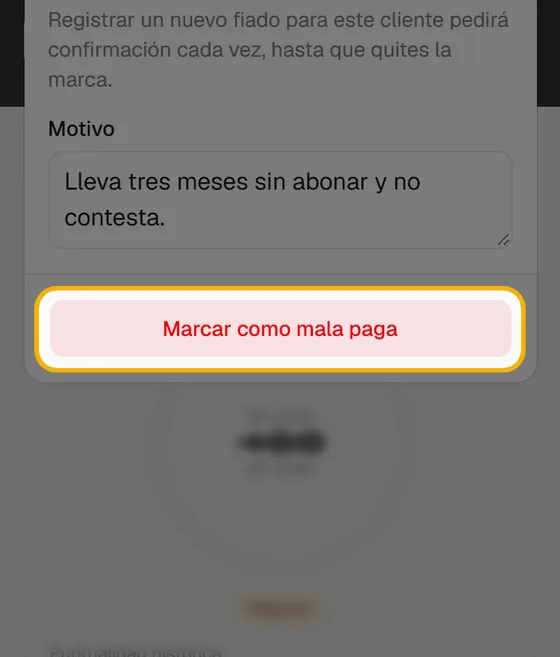 Registrar un nuevo fiado para este cliente pedirá
confirmación cada vez, hasta que quites la
marca.
Motivo
Lleva tres meses sin abonar y no
contesta.
Marcar como mala paga